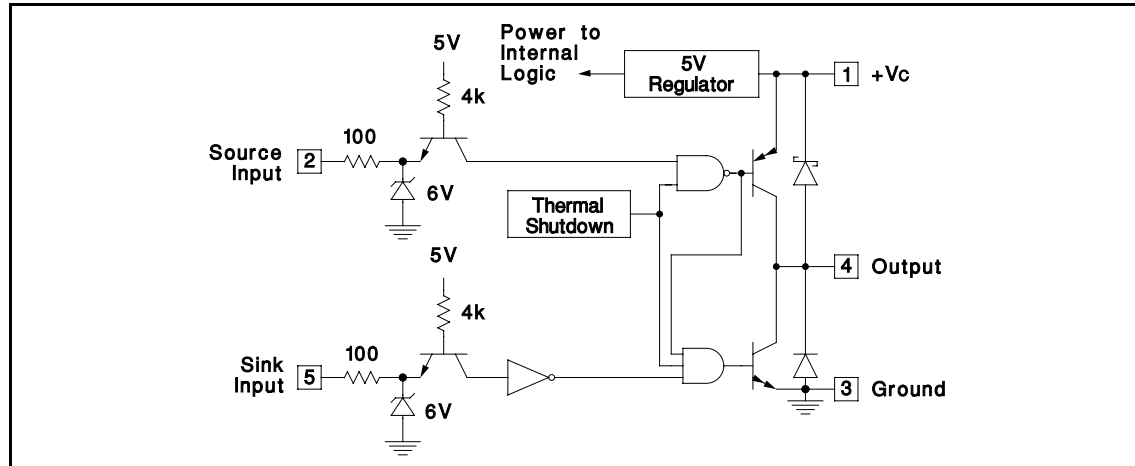 Power to
Internal
Logic
5V
Regulator
1 +Vc
5V
4k
100
Source
Input
2
6V
Thermal
Shutdown
5V
4 Output
4k
100
Sink
Input
5
6V
3 Ground